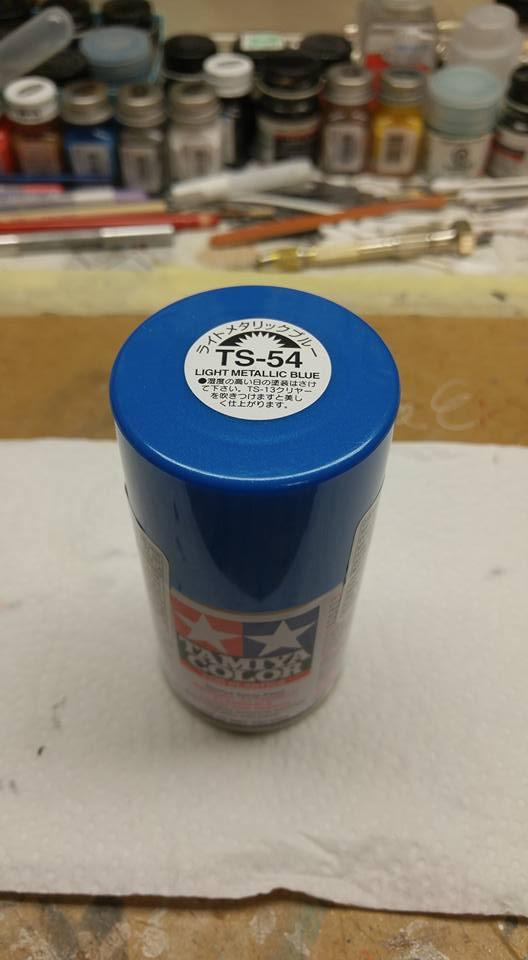 ライトメタリックブルー
TS-54
LIGHT METALLIC BLUE
●湿度の高い日の塗装はさけ
て下さい。TS-13クリヤー
を吹きつけますと美し
く仕上がります。
TAMIYA
COLOR